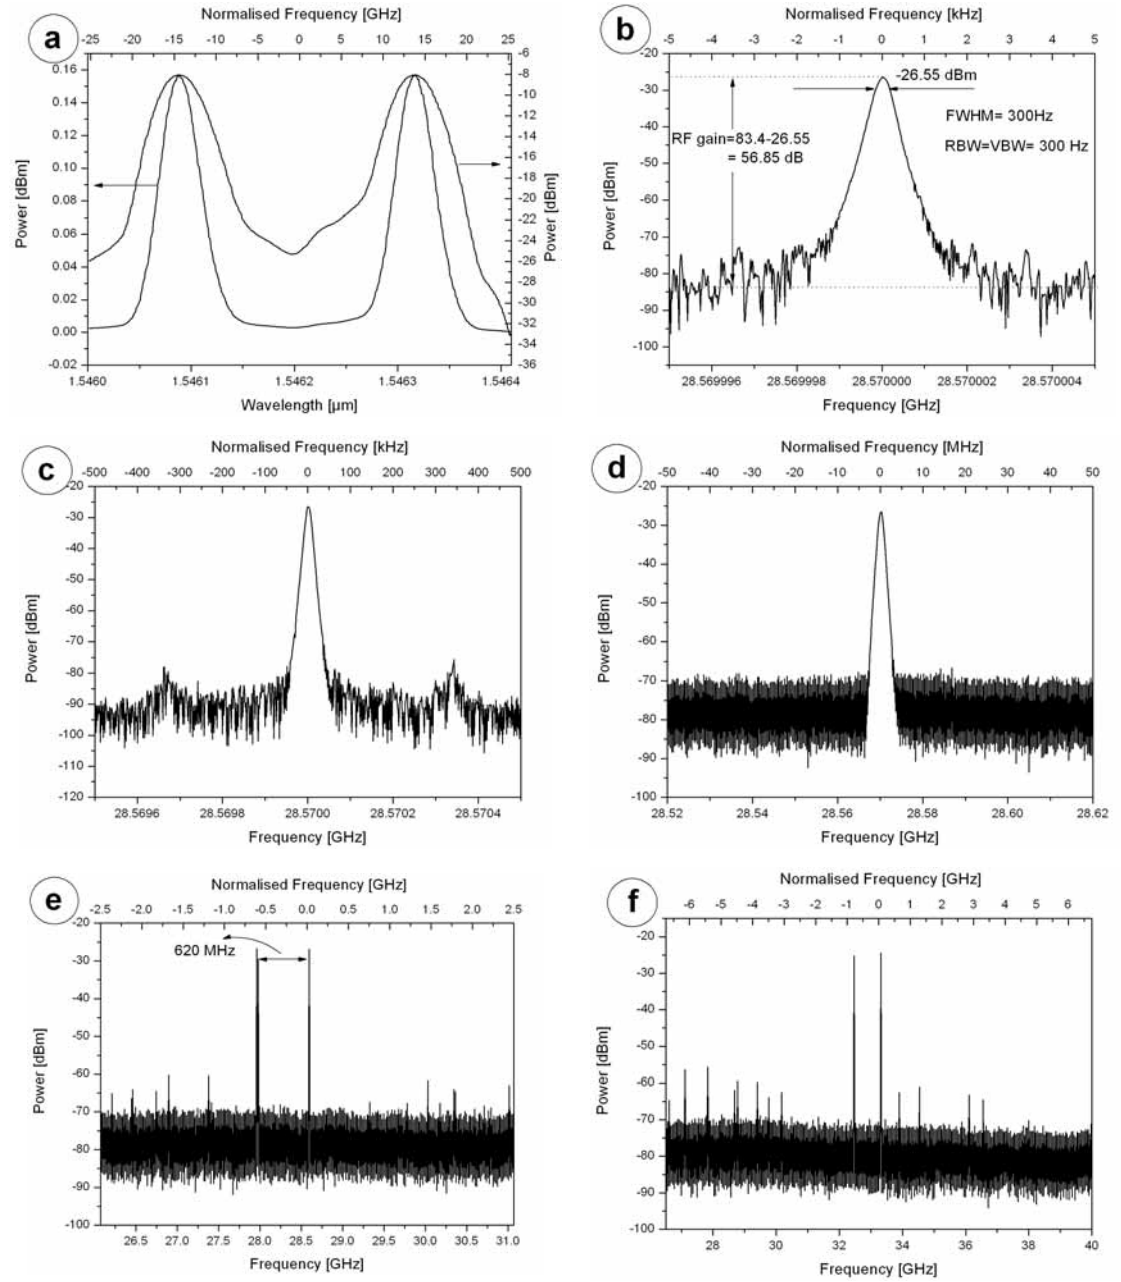 a
Normalised Frequency [GHz]
-25 -20 -15 -10 -5 0 5 10 15 20 25
0.16 0.14 0.12 0.10 0.08 0.06 0.04 0.02 0.00 -0.02
Power [dBm]
-6 -8 -10 -12 -14 -16 -18 -20 -22 -24 -26 -28 -30 -32 -34 -36
Power [dBm]
1.5460 1.5461 1.5462 1.5463 1.5464
Wavelength [µm]
b
Normalised Frequency [kHz]
-5 -4 -3 -2 -1 0 1 2 3 4 5
-20 -30 -40 -50 -60 -70 -80 -90 -100
Power [dBm]
-26.55 dBm
FWHM= 300Hz
RF gain=83.4-26.55
= 56.85 dB
RBW=VBW= 300 Hz
28.569996 28.569998 28.570000 28.570002 28.570004
Frequency [GHz]
c
Normalised Frequency [kHz]
-500 -400 -300 -200 -100 0 100 200 300 400 500
-20 -30 -40 -50 -60 -70 -80 -90 -100 -110 -120
Power [dBm]
28.5696 28.5698 28.5700 28.5702 28.5704
Frequency [GHz]
d
Normalised Frequency [MHz]
-50 -40 -30 -20 -10 0 10 20 30 40 50
-20 -30 -40 -50 -60 -70 -80 -90 -100
Power [dBm]
28.52 28.54 28.56 28.58 28.60 28.62
Frequency [GHz]
e
Normalised Frequency [GHz]
-2.5 -2.0 -1.5 -1.0 -0.5 0.0 0.5 1.0 1.5 2.0 2.5
-20 -30 -40 -50 -60 -70 -80 -90 -100
Power [dBm]
620 MHz
26.5 27.0 27.5 28.0 28.5 29.0 29.5 30.0 30.5 31.0
Frequency [GHz]
f
Normalised Frequency [GHz]
-6 -5 -4 -3 -2 -1 0 1 2 3 4 5 6
-20 -30 -40 -50 -60 -70 -80 -90 -100
Power [dBm]
28 30 32 34 36 38 40
Frequency [GHz]